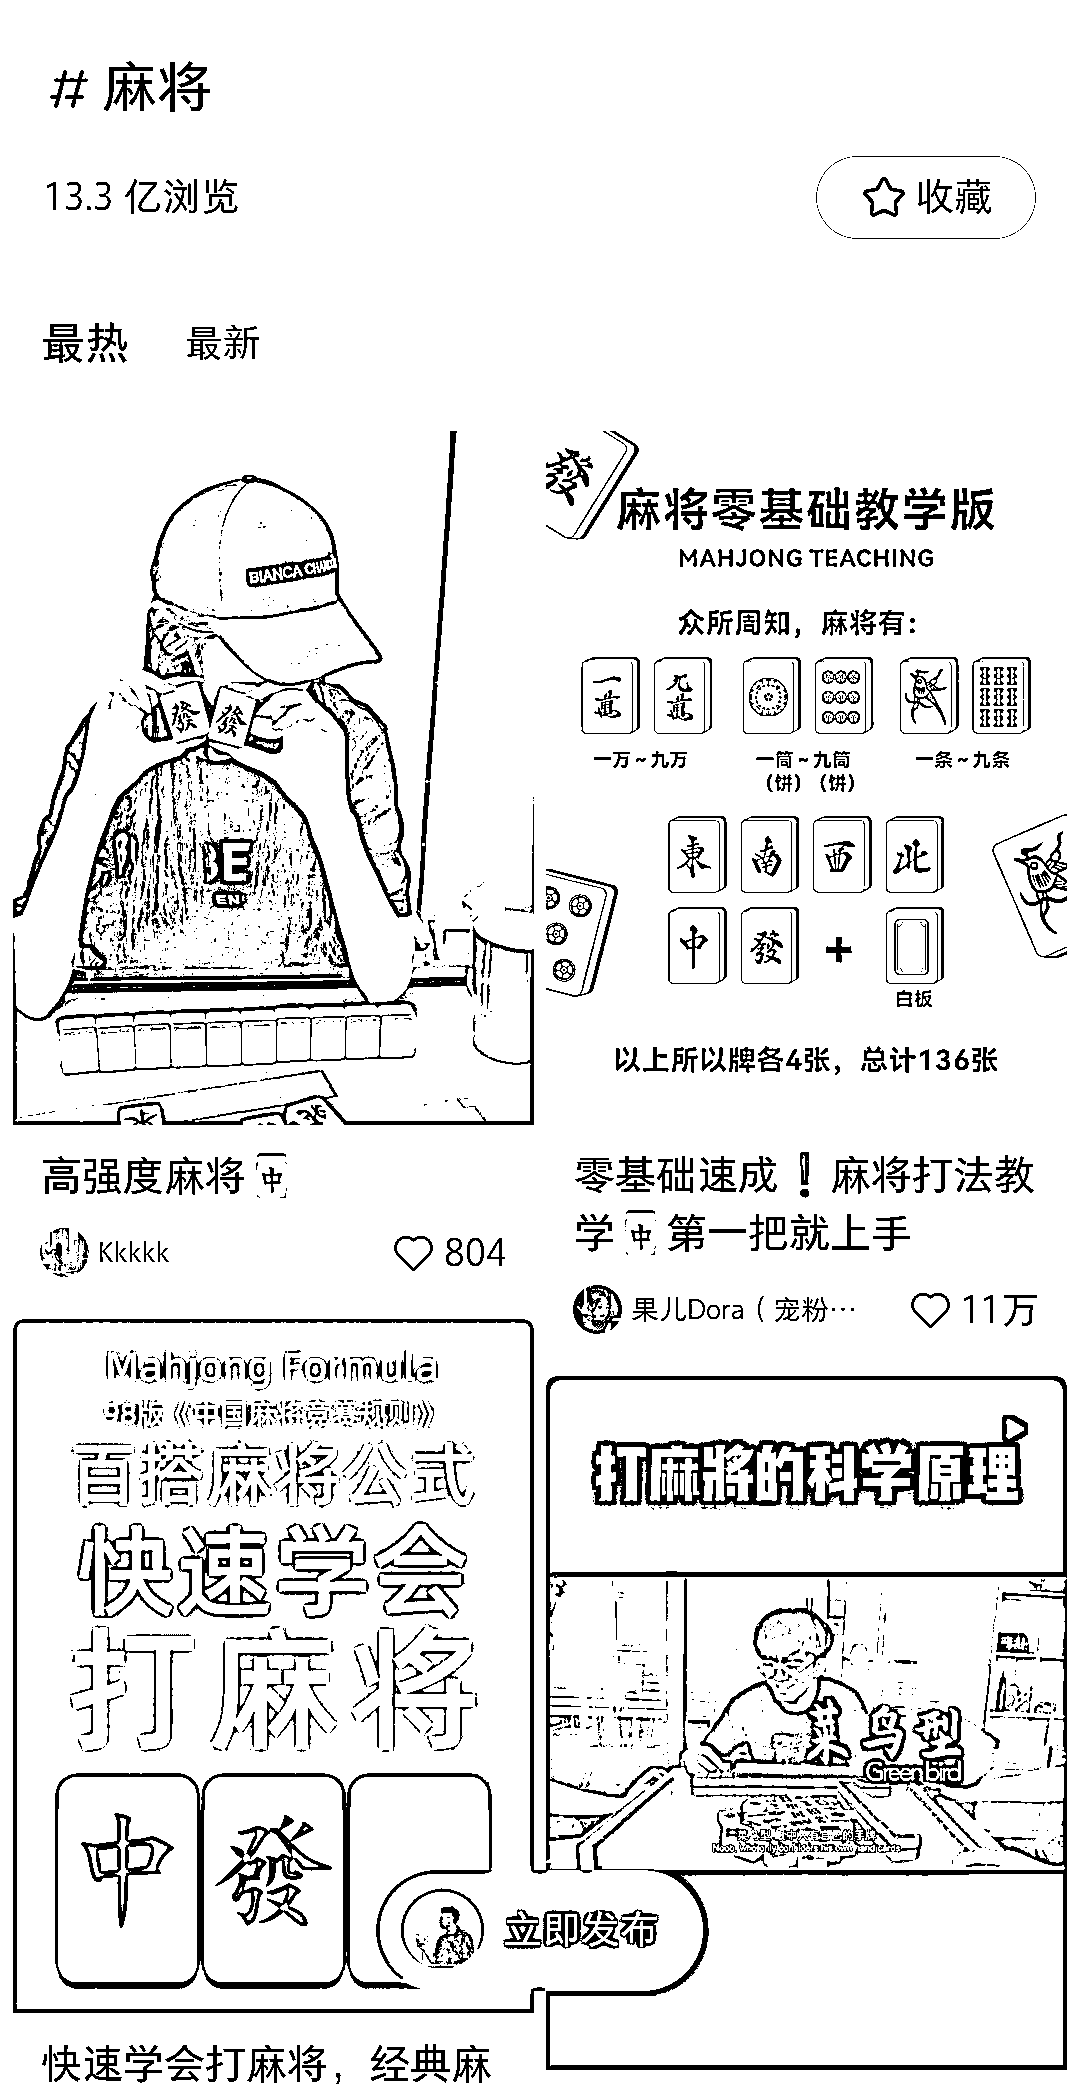 # 麻将
13.3 亿浏览
收藏
最热
最新
BIANCA
發 發
E
EN
高强度麻将🀄
Kkkkk
804
發
麻将零基础教学版
MAHJONG TEACHING
众所周知，麻将有：
一萬 九萬
一万~九万
一筒~九筒
一条~九条
（饼）（饼）
東 南 西 北
中 發 +
白板
以上所以牌各4张，总计136张
零基础速成❗麻将打法教
学🀄第一把就上手
果儿Dora（宠粉…
11万
Mahjong Formula
98版《中国麻将竞赛规则》
百搭麻将公式
快速学会
打麻将
中 發
快速学会打麻将，经典麻
打麻將的科学原理
菜鸟型
Greenbird
立即发布